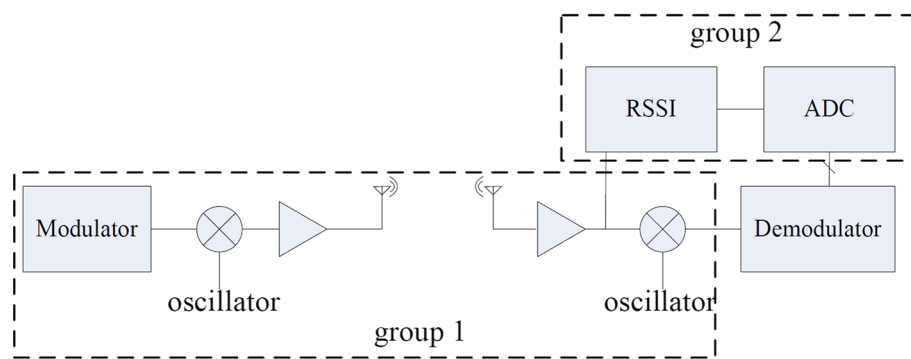 group 2
RSSI
ADC
Modulator
Demodulator
oscillator
oscillator
group 1